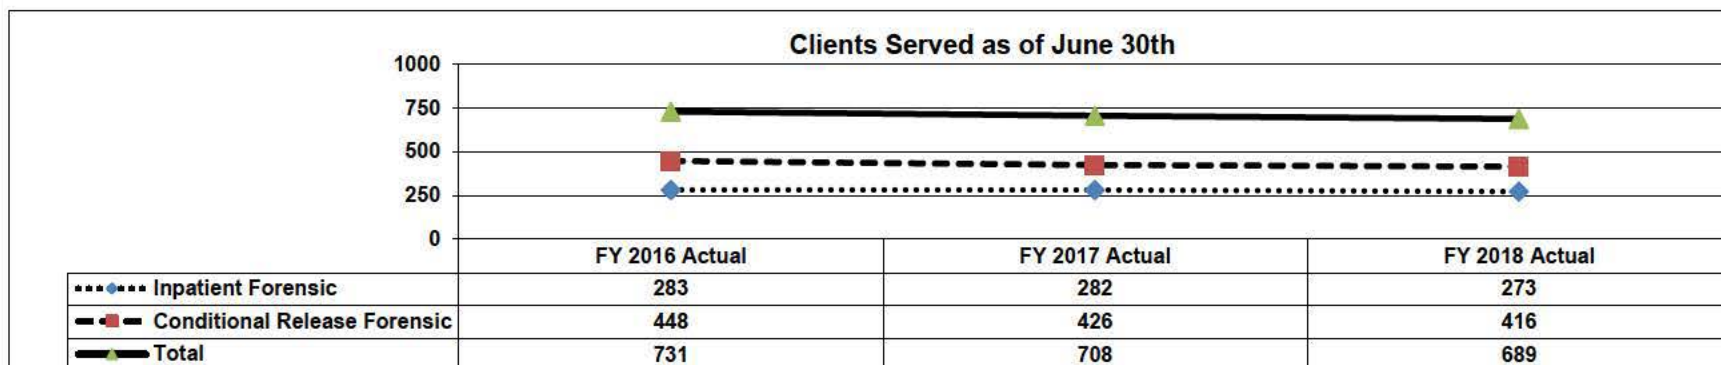 Clients Served as of June 30th
1000
750
500
250
0
FY 2016 Actual FY 2017 Actual FY 2018 Actual
Inpatient Forensic 283 282 273
Conditional Release Forensic 448 426 416
Total 731 708 689